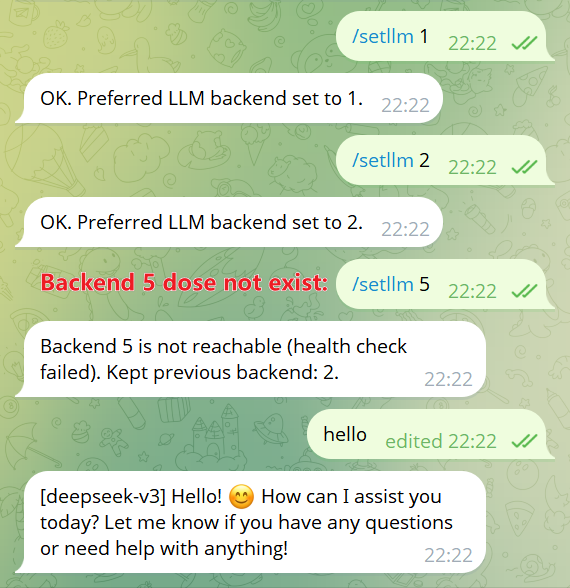 /setllm 1 22:22
OK. Preferred LLM backend set to 1. 22:22
/setllm 2 22:22
OK. Preferred LLM backend set to 2. 22:22
Backend 5 dose not exist: /setllm 5 22:22
Backend 5 is not reachable (health check
failed). Kept previous backend: 2. 22:22
hello edited 22:22
[deepseek-v3] Hello! 😊 How can I assist you
today? Let me know if you have any questions
or need help with anything! 22:22